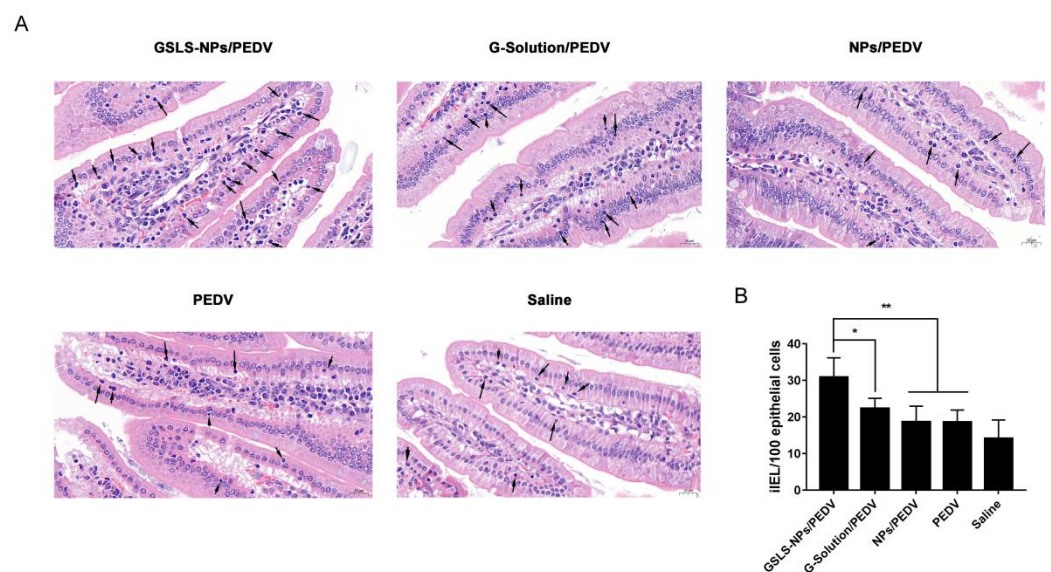 A
GSLS-NPs/PEDV
G-Solution/PEDV
NPs/PEDV
PEDV
Saline
B
**
*
iIEL/100 epithelial cells
40
30
20
10
0
GSLS-NPs/PEDV
G-Solution/PEDV
NPs/PEDV
PEDV
Saline